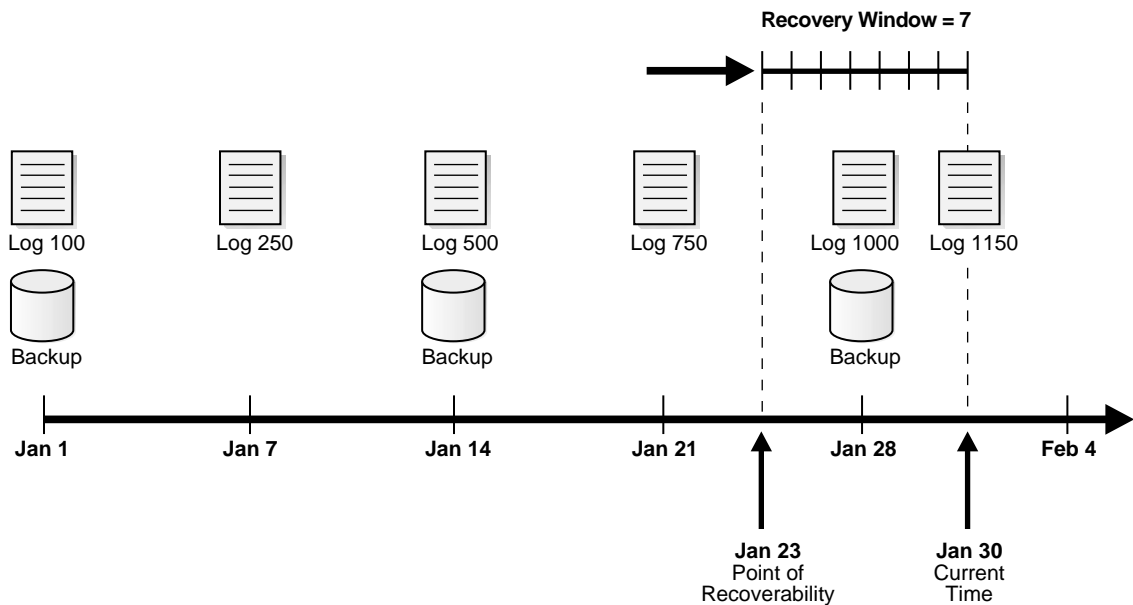 Recovery Window = 7
Log 100
Log 250
Log 500
Log 750
Log 1000
Log 1150
Backup
Backup
Backup
Jan 1
Jan 7
Jan 14
Jan 21
Jan 28
Feb 4
Jan 23
Point of
Recoverability
Jan 30
Current
Time